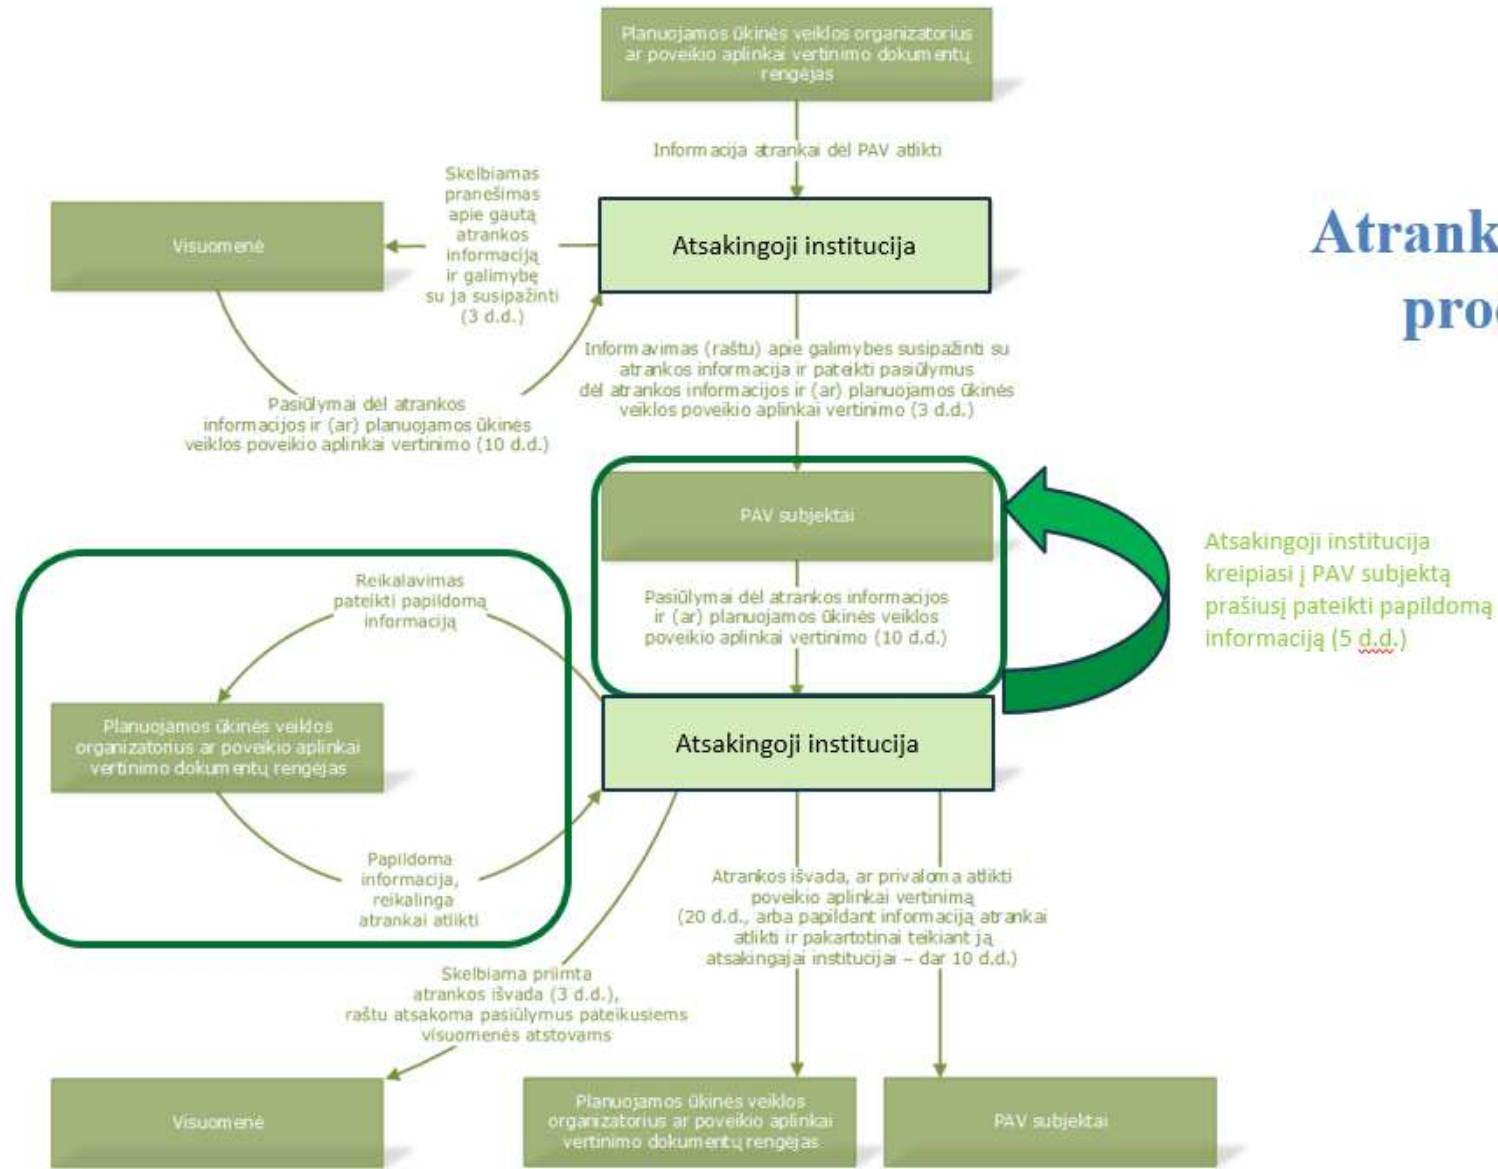 Planuojamos ūkinės veiklos organizatorius
ar poveikio aplinkai vertinimo dokumentų
rengėjas
Informacija atrankai dėl PAV atlikti
Skelbiamas
pranešimas
apie gautą
atrankos
informaciją
ir galimybę
su ja susipažinti
(3 d.d.)
Visuomenė
Atsakingoji institucija
Informavimas (raštu) apie galimybes susipažinti su
atrankos informacija ir pateikti pasiūlymus
dėl atrankos informacijos ir (ar) planuojamos ūkinės
veiklos poveikio aplinkai vertinimo (3 d.d.)
Pasiūlymai dėl atrankos
informacijos ir (ar) planuojamos ūkinės
veiklos poveikio aplinkai vertinimo (10 d.d.)
PAV subjektai
Pasiūlymai dėl atrankos informacijos
ir (ar) planuojamos ūkinės veiklos
poveikio aplinkai vertinimo (10 d.d.)
Atsakingoji institucija
kreipiasi į PAV subjektą
prašiusį pateikti papildomą
informaciją (5 d.d.)
Reikalavimas
pateikti papildomą
informaciją
Planuojamos ūkinės veiklos
organizatorius ar poveikio aplinkai
vertinimo dokumentų rengėjas
Atsakingoji institucija
Papildoma
informacija,
reikalinga
atrankai atlikti
Atrankos išvada, ar privaloma atlikti
poveikio aplinkai vertinimą
(20 d.d., arba papildant informaciją atrankai
atlikti ir pakartotinai teikiant ją
atsakingajai institucijai – dar 10 d.d.)
Skelbiama priimta
atrankos išvada (3 d.d.),
raštu atsakoma pasiūlymus pateikusiems
visuomenės atstovams
Visuomenė
Planuojamos ūkinės veiklos
organizatorius ar poveikio aplinkai
vertinimo dokumentų rengėjas
PAV subjektai